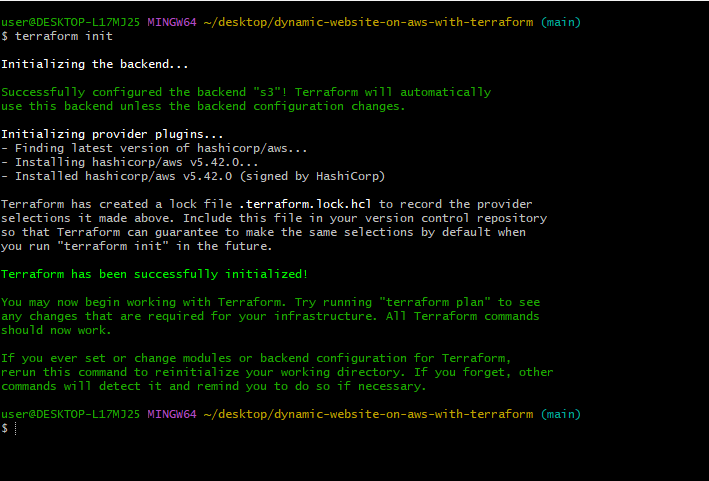 user@DESKTOP-L17MJ25 MINGW64 ~/desktop/dynamic-website-on-aws-with-terraform (main)
$ terraform init
Initializing the backend...
Successfully configured the backend "s3"! Terraform will automatically
use this backend unless the backend configuration changes.
Initializing provider plugins...
- Finding latest version of hashicorp/aws...
- Installing hashicorp/aws v5.42.0...
- Installed hashicorp/aws v5.42.0 (signed by HashiCorp)
Terraform has created a lock file .terraform.lock.hcl to record the provider
selections it made above. Include this file in your version control repository
so that Terraform can guarantee to make the same selections by default when
you run "terraform init" in the future.
Terraform has been successfully initialized!
You may now begin working with Terraform. Try running "terraform plan" to see
any changes that are required for your infrastructure. All Terraform commands
should now work.
If you ever set or change modules or backend configuration for Terraform,
rerun this command to reinitialize your working directory. If you forget, other
commands will detect it and remind you to do so if necessary.
user@DESKTOP-L17MJ25 MINGW64 ~/desktop/dynamic-website-on-aws-with-terraform (main)
$